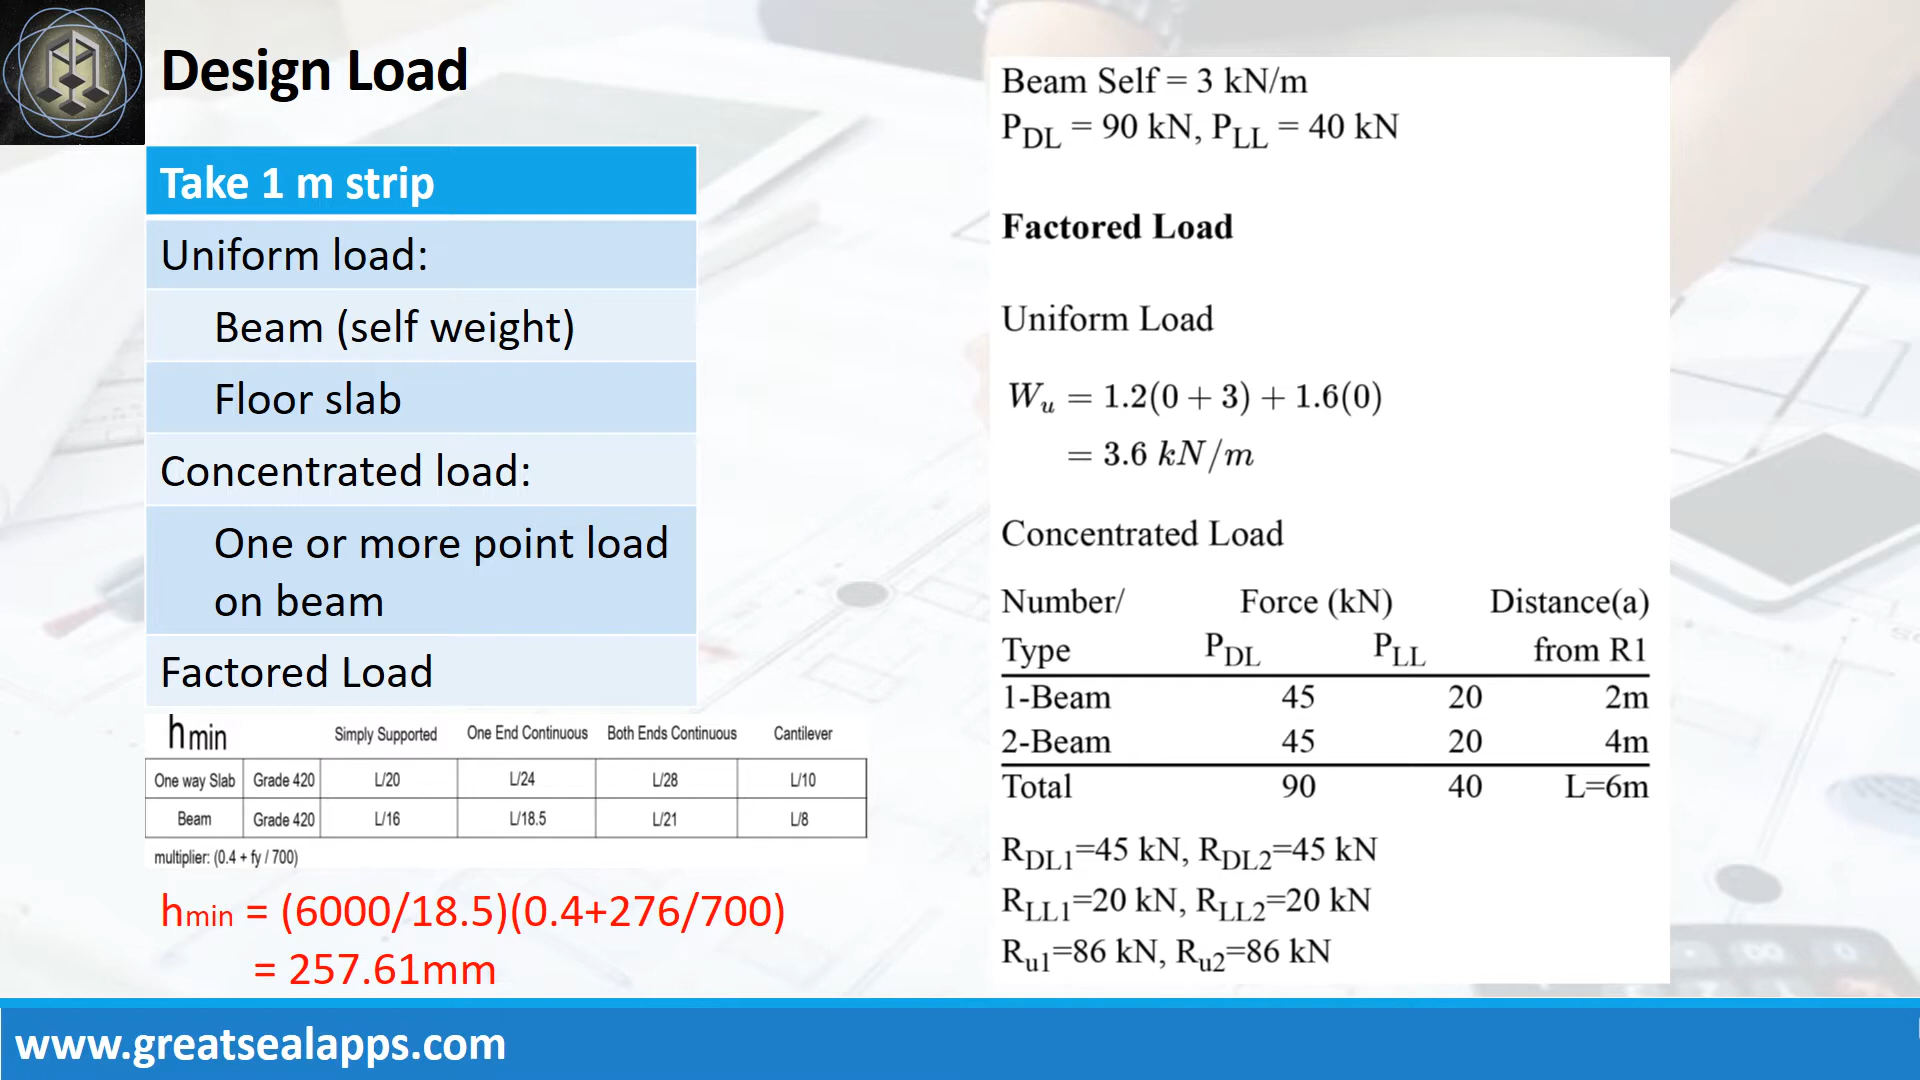 Design Load
Take 1 m strip
Uniform load:
Beam (self weight)
Floor slab
Concentrated load:
One or more point load
on beam
Factored Load
hmin Simply Supported One End Continuous Both Ends Continuous Cantilever
One way Slab Grade 420 L/20 L/24 L/28 L/10
Beam Grade 420 L/16 L/18.5 L/21 L/8
multiplier: (0.4 + fy / 700)
hmin = (6000/18.5)(0.4+276/700)
= 257.61mm
Beam Self = 3 kN/m
PDL = 90 kN, PLL = 40 kN
Factored Load
Uniform Load
Wu = 1.2(0 + 3) + 1.6(0)
= 3.6 kN/m
Concentrated Load
Number/ Force (kN) Distance(a)
Type PDL PLL from R1
1-Beam 45 20 2m
2-Beam 45 20 4m
Total 90 40 L=6m
RDL1=45 kN, RDL2=45 kN
RLL1=20 kN, RLL2=20 kN
Ru1=86 kN, Ru2=86 kN
www.greatsealapps.com